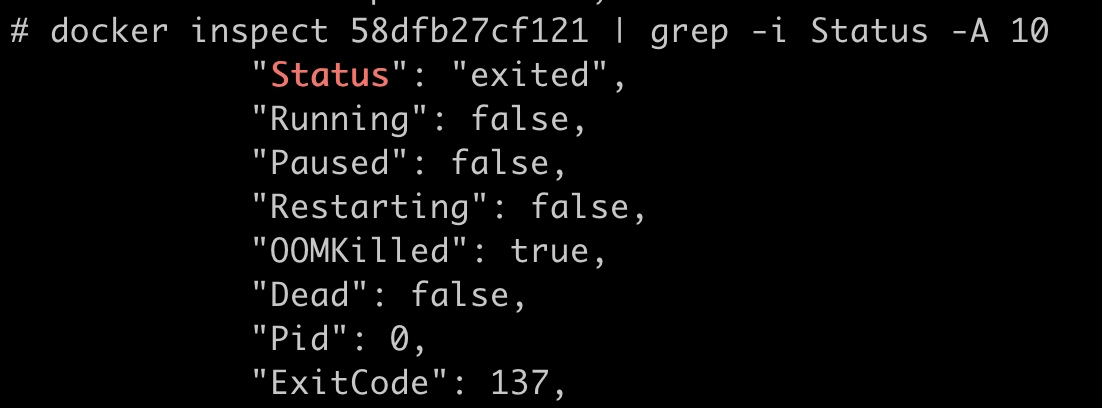 # docker inspect 58dfb27cf121 | grep -i Status -A 10
"Status": "exited",
"Running": false,
"Paused": false,
"Restarting": false,
"OOMKilled": true,
"Dead": false,
"Pid": 0,
"ExitCode": 137,